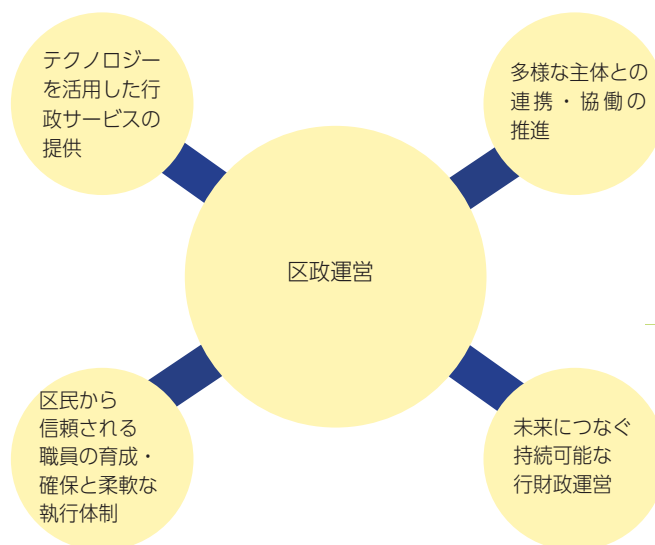 テクノロジー
を活用した行
政サービスの
提供
多様な主体との
連携・協働の
推進
区政運営
区民から
信頼される
職員の育成・
確保と柔軟な
執行体制
未来につなぐ
持続可能な
行財政運営